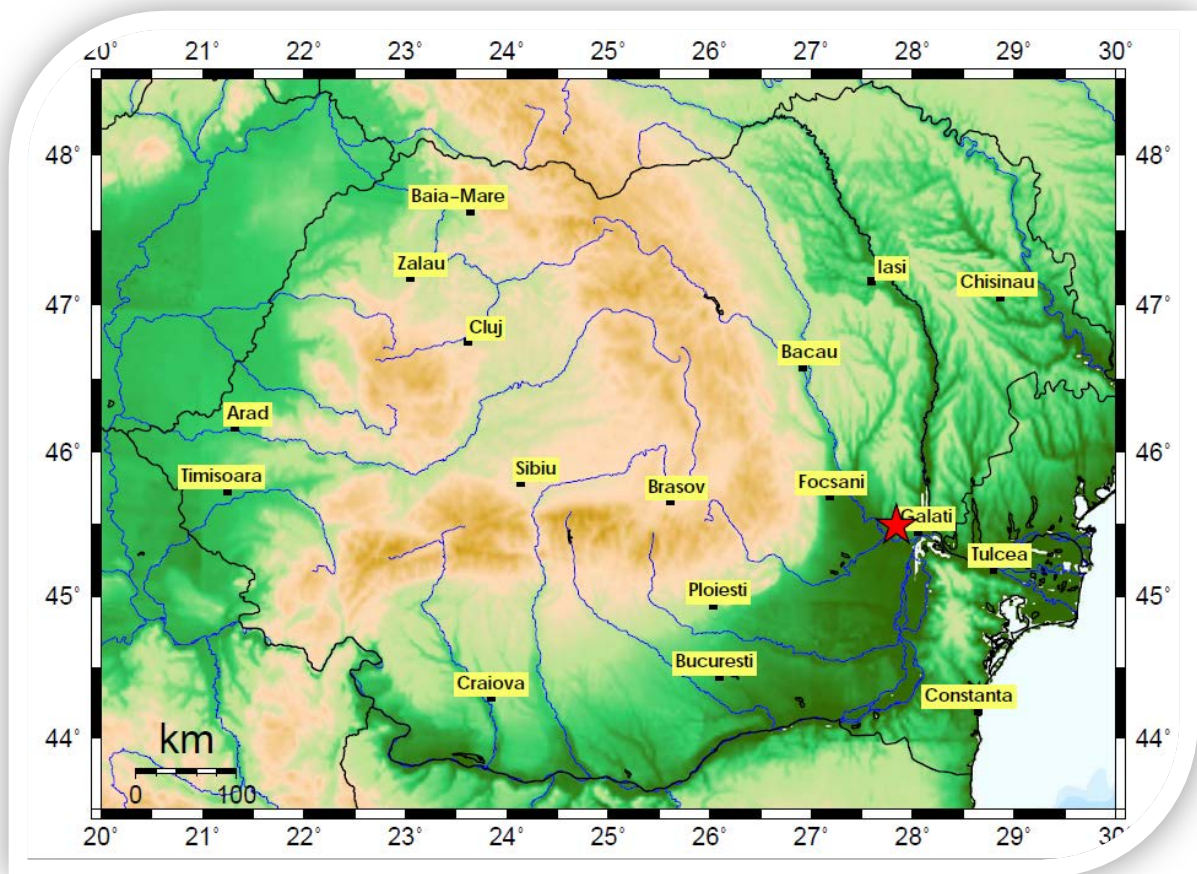 20° 21° 22° 23° 24° 25° 26° 27° 28° 29° 30°
48° 48°
Baia-Mare
Zalau
Iasi
Chisinau
47° 47°
Cluj
Bacau
Arad
46° 46°
Timisoara
Sibiu
Brasov
Focsani
Galati
Tulcea
45° 45°
Ploiesti
Bucuresti
Craiova
Constanta
44° 44°
km
0 100
20° 21° 22° 23° 24° 25° 26° 27° 28° 29° 30°